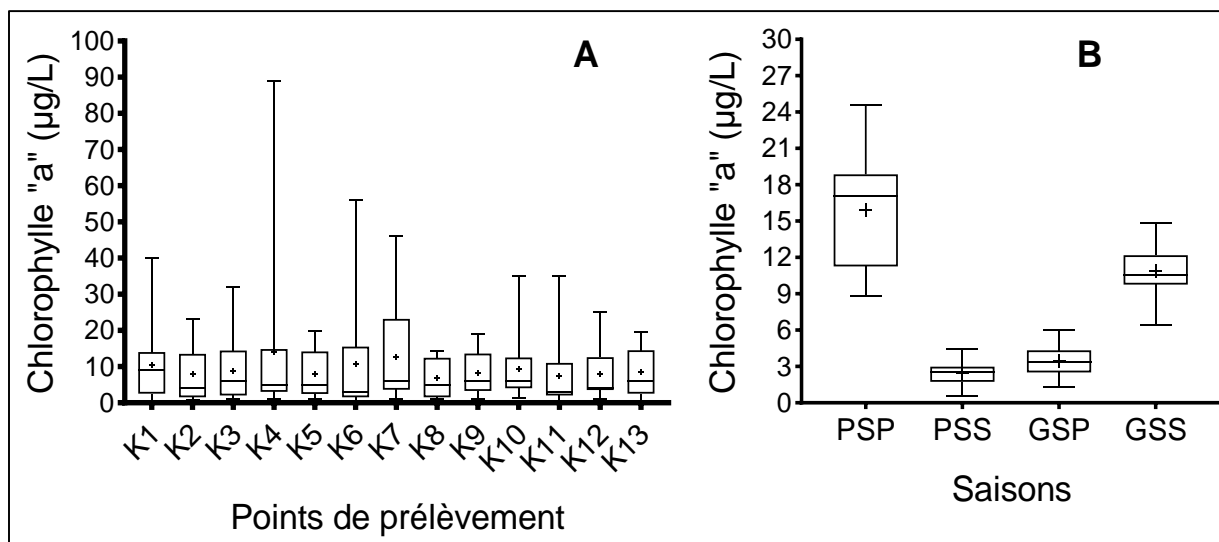 A
Chlorophylle "a" (µg/L)
100
90
80
70
60
50
40
30
20
10
0
K1 K2 K3 K4 K5 K6 K7 K8 K9 K10 K11 K12 K13
Points de prélèvement
B
Chlorophylle "a" (µg/L)
30
27
24
21
18
15
12
9
6
3
0
PSP PSS GSP GSS
Saisons